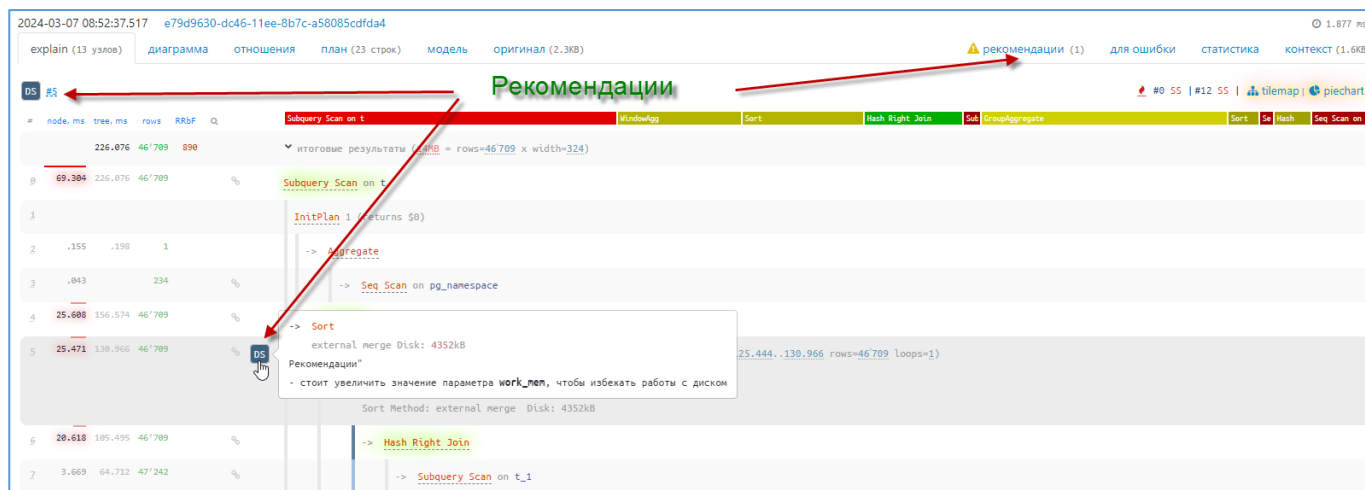 2024-03-07 08:52:37.517 e79d9630-dc46-11ee-8b7c-a58085cdfda4 1.877 ms
explain (13 узлов) диаграмма отношения план (23 строк) модель оригинал (2.3KB) рекомендации (1) для ошибки статистика контекст (1.6KB
DS #5 Рекомендации #0 SS | #12 SS | tilemap | piechart
# node, ms tree, ms rows RRbF Subquery Scan on t WindowAgg Sort Hash Right Join Sub GroupAggregate Sort Se Hash Seq Scan on
226.076 46'709 890 итоговые результаты (14MB = rows=46'709 x width=324)
0 69.304 226.076 46'709 Subquery Scan on t
1 InitPlan 1 (returns $0)
2 .155 .198 1 -> Aggregate
3 .043 234 -> Seq Scan on pg_namespace
4 25.608 156.574 46'709
-> Sort
external merge Disk: 4352kB
5 25.471 130.966 46'709 DS 25.444..130.966 rows=46'709 loops=1)
Рекомендации"
- стоит увеличить значение параметра work_mem, чтобы избежать работы с диском
Sort Method: external merge Disk: 4352kB
6 20.618 105.495 46'709 -> Hash Right Join
7 3.669 64.712 47'242 -> Subquery Scan on t_1